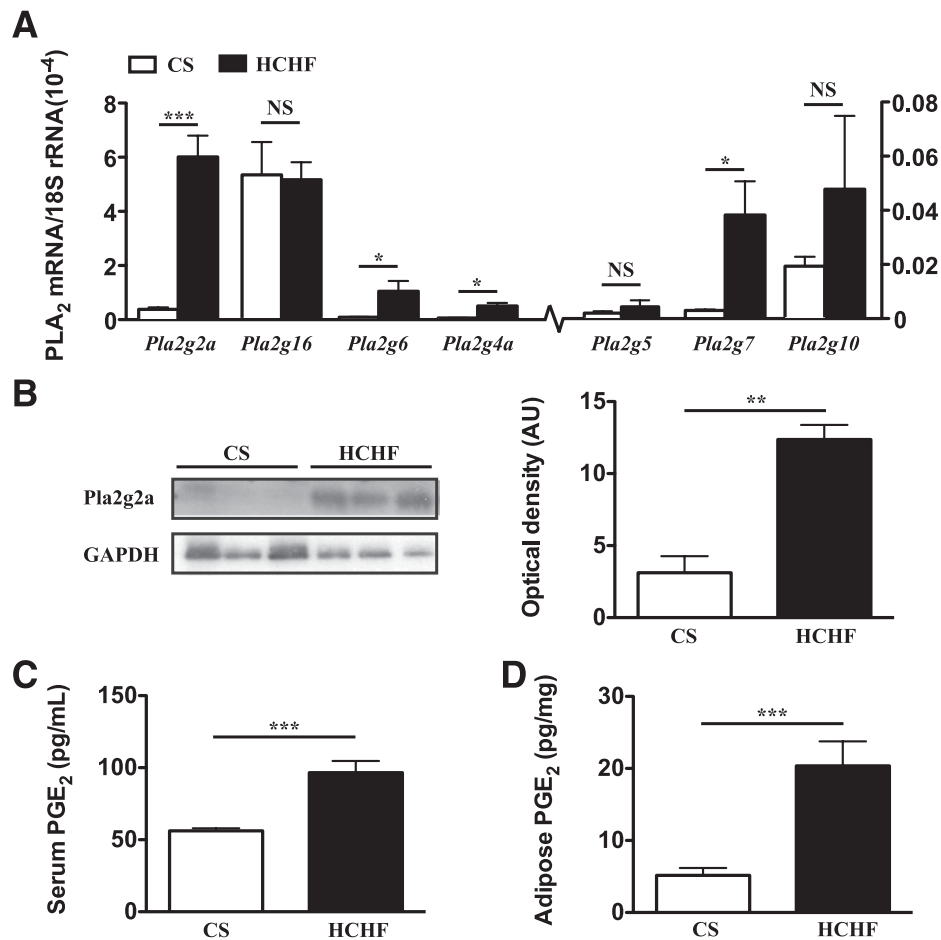 A
CS HCHF
PLA2 mRNA/18S rRNA(10-4)
8
6
4
2
0
0.08
0.06
0.04
0.02
0
*** NS * * NS * NS
Pla2g2a Pla2g16 Pla2g6 Pla2g4a Pla2g5 Pla2g7 Pla2g10
B
CS HCHF
Pla2g2a
GAPDH
Optical density (AU)
15
10
5
0
**
CS HCHF
C
Serum PGE2 (pg/mL)
150
100
50
0
***
CS HCHF
D
Adipose PGE2 (pg/mg)
30
20
10
0
***
CS HCHF